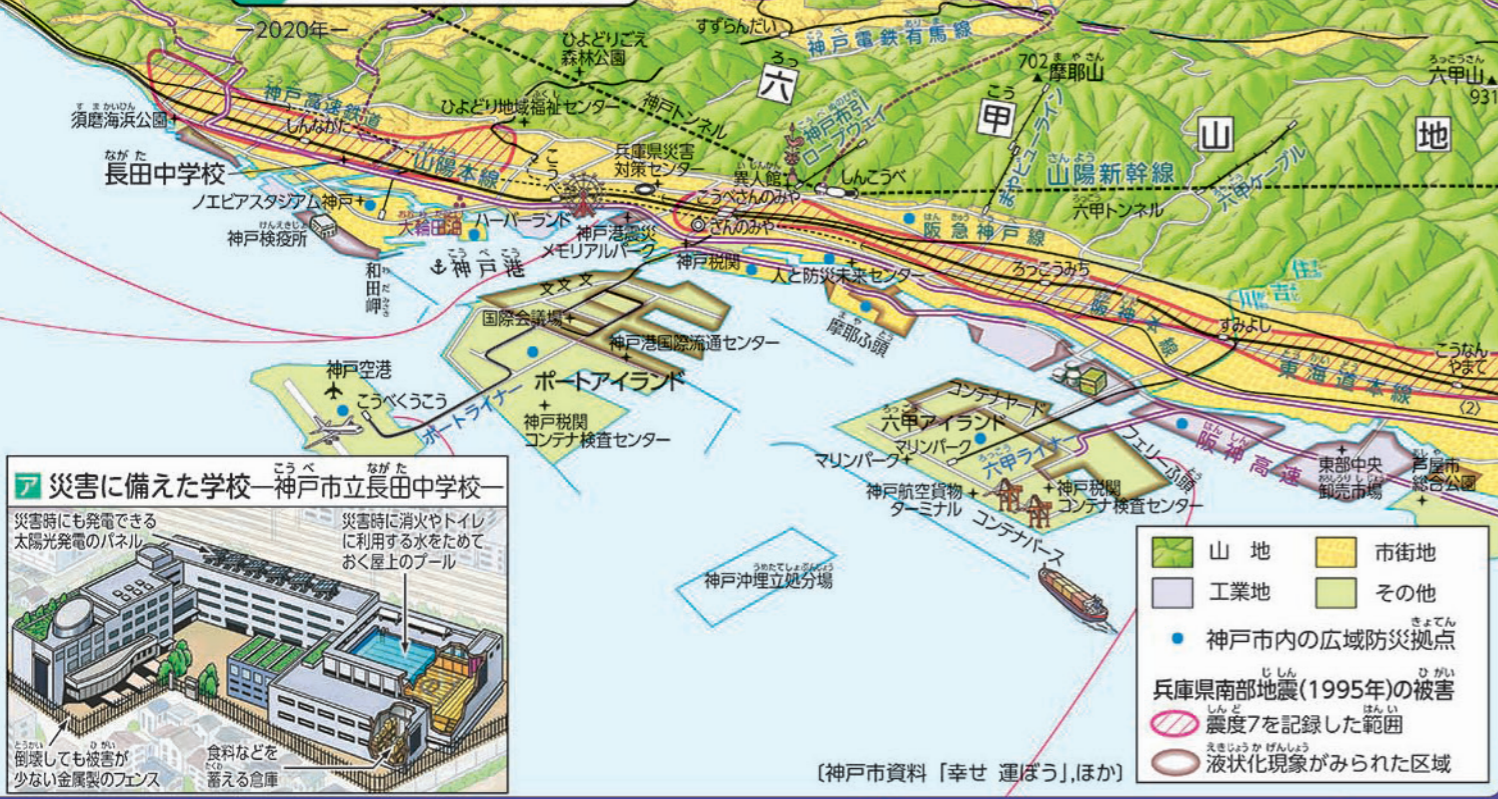 ―2020年―
すずらんだい
神戸電鉄有馬線
ひよどりごえ
森林公園
六甲山地
702 摩耶山
六甲山
931
須磨海浜公園
神戸高速鉄道
しんながた
ひよどり地域福祉センター
神戸トンネル
神戸布引
ロープウェイ
まやビューライン
山陽新幹線
六甲ケーブル
六甲トンネル
長田中学校
山陽本線
こうべ
兵庫県災害
対策センター
異人館
しんこうべ
ノエビアスタジアム神戸
神戸検疫所
大輪田泊
ハーバーランド
神戸港震災
メモリアルパーク
こうべさんのみや
さんのみや
阪急神戸線
神戸税関
人と防災未来センター
ろっこうみち
住吉川
和田岬
神戸港
国際会議場
神戸港国際流通センター
摩耶ふ頭
阪神本線
すみよし
こうなん
やまて
東海道本線
〈2〉
神戸空港
こうべくうこう
ポートライナー
ポートアイランド
神戸税関
コンテナ検査センター
コンテナヤード
六甲アイランド
マリンパーク
マリンパーク
六甲ライナー
フェリーふ頭
阪神高速
東部中央
卸売市場
芦屋市
総合公園
神戸航空貨物
ターミナル
神戸税関
コンテナ検査センター
コンテナバース
神戸沖埋立処分場
ア 災害に備えた学校―神戸市立長田中学校―
災害時にも発電できる
太陽光発電のパネル
災害時に消火やトイレ
に利用する水をためて
おく屋上のプール
倒壊しても被害が
少ない金属製のフェンス
食料などを
蓄える倉庫
山 地
市街地
工業地
その他
神戸市内の広域防災拠点
兵庫県南部地震(1995年)の被害
震度7を記録した範囲
液状化現象がみられた区域
〔神戸市資料「幸せ 運ぼう」,ほか〕